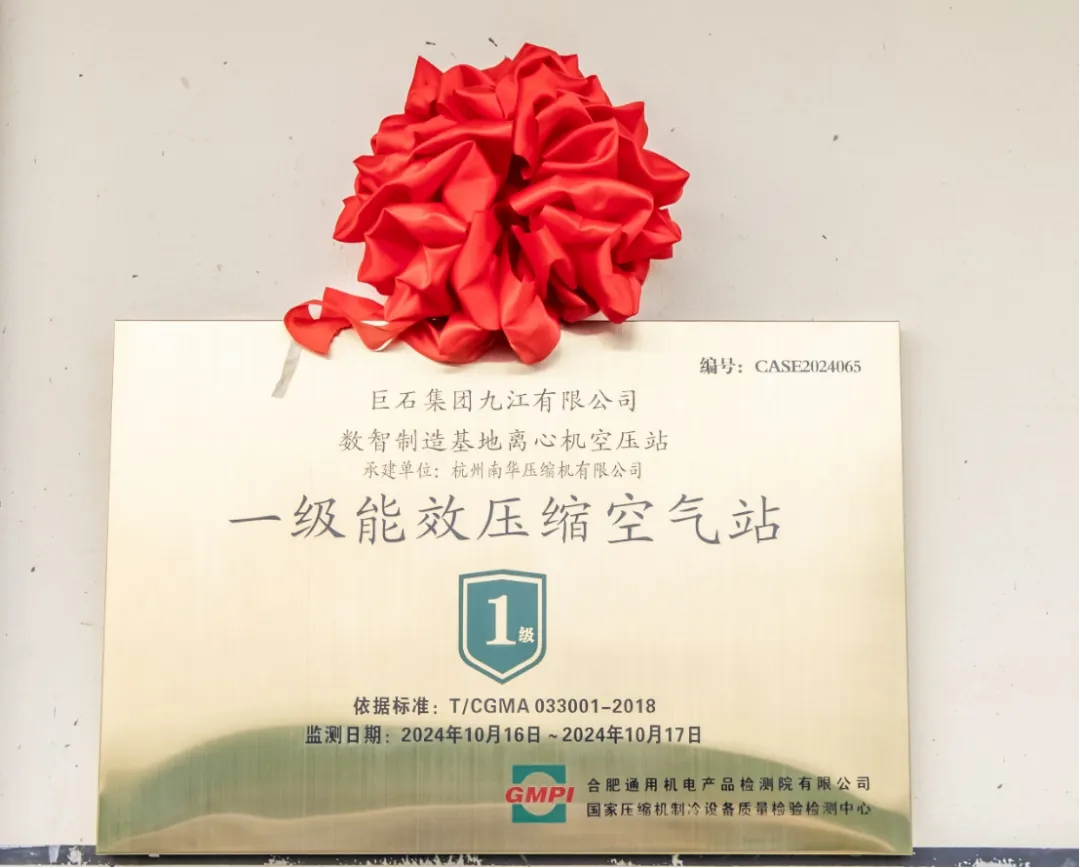 编号：CASE2024065
巨石集团九江有限公司
数智制造基地离心机空压站
承建单位：杭州南华压缩机有限公司
一级能效压缩空气站
1级
依据标准：T/CGMA 033001-2018
监测日期：2024年10月16日~2024年10月17日
GMPI
合肥通用机电产品检测院有限公司
国家压缩机制冷设备质量检验检测中心